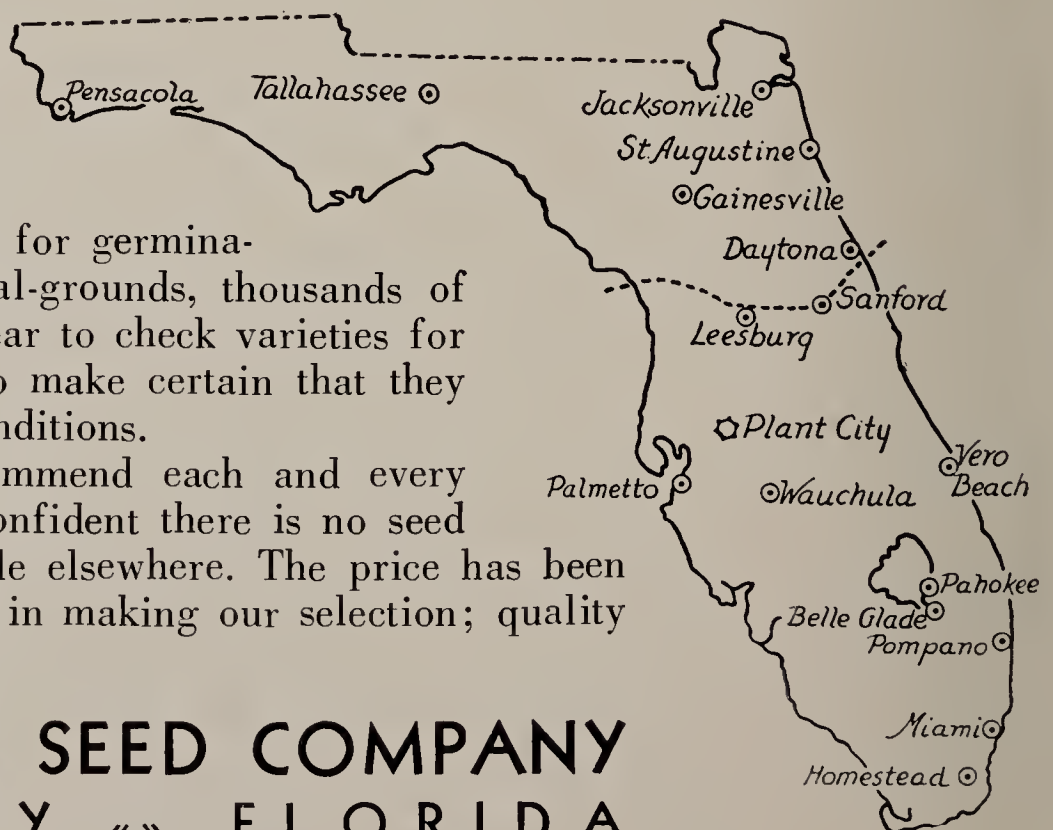 Pensacola
Tallahassee
Jacksonville
St. Augustine
Gainesville
Daytona
Sanford
Leesburg
Plant City
Vero
Beach
Palmetto
Wauchula
Pahokee
Belle Glade
Pompano
Miami
Homestead
for germina-
al-grounds, thousands of
ear to check varieties for
o make certain that they
nditions.
mmend each and every
onfident there is no seed
le elsewhere. The price has been
in making our selection; quality
SEED COMPANY
Y «» FLORIDA